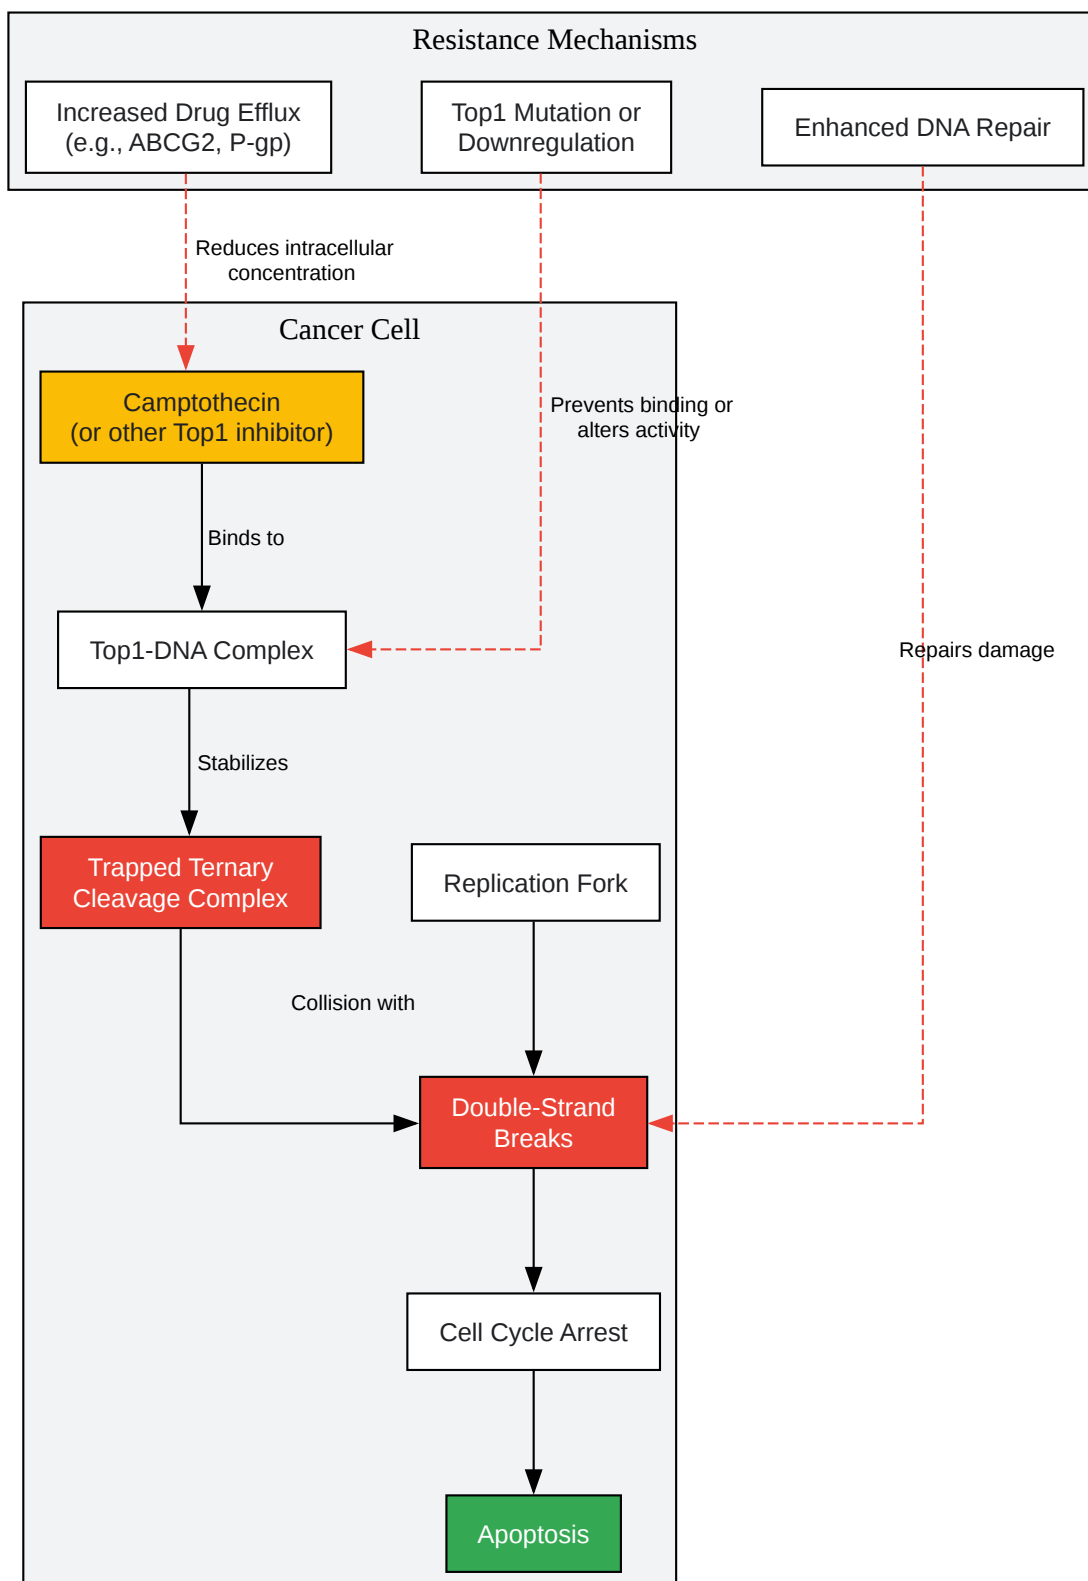 Resistance Mechanisms
Increased Drug Efflux
(e.g., ABCG2, P-gp)
Top1 Mutation or
Downregulation
Enhanced DNA Repair
Reduces intracellular
concentration
Cancer Cell
Camptothecin
(or other Top1 inhibitor)
Prevents binding or
alters activity
Binds to
Top1-DNA Complex
Repairs damage
Stabilizes
Trapped Ternary
Cleavage Complex
Replication Fork
Collision with
Double-Strand
Breaks
Cell Cycle Arrest
Apoptosis